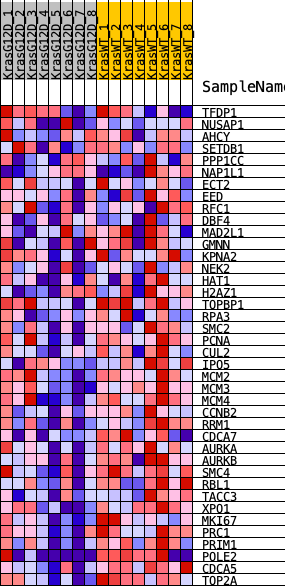 KrasG12D_1
KrasG12D_2
KrasG12D_3
KrasG12D_4
KrasG12D_5
KrasG12D_6
KrasG12D_7
KrasG12D_8
KrasWT_1
KrasWT_2
KrasWT_3
KrasWT_4
KrasWT_5
KrasWT_6
KrasWT_7
KrasWT_8
SampleName
TFDP1
NUSAP1
AHCY
SETDB1
PPP1CC
NAP1L1
ECT2
EED
RFC1
DBF4
MAD2L1
GMNN
KPNA2
NEK2
HAT1
H2AZ1
TOPBP1
RPA3
SMC2
PCNA
CUL2
IPO5
MCM2
MCM3
MCM4
CCNB2
RRM1
CDCA7
AURKA
AURKB
SMC4
RBL1
TACC3
XPO1
MKI67
PRC1
PRIM1
POLE2
CDCA5
TOP2A